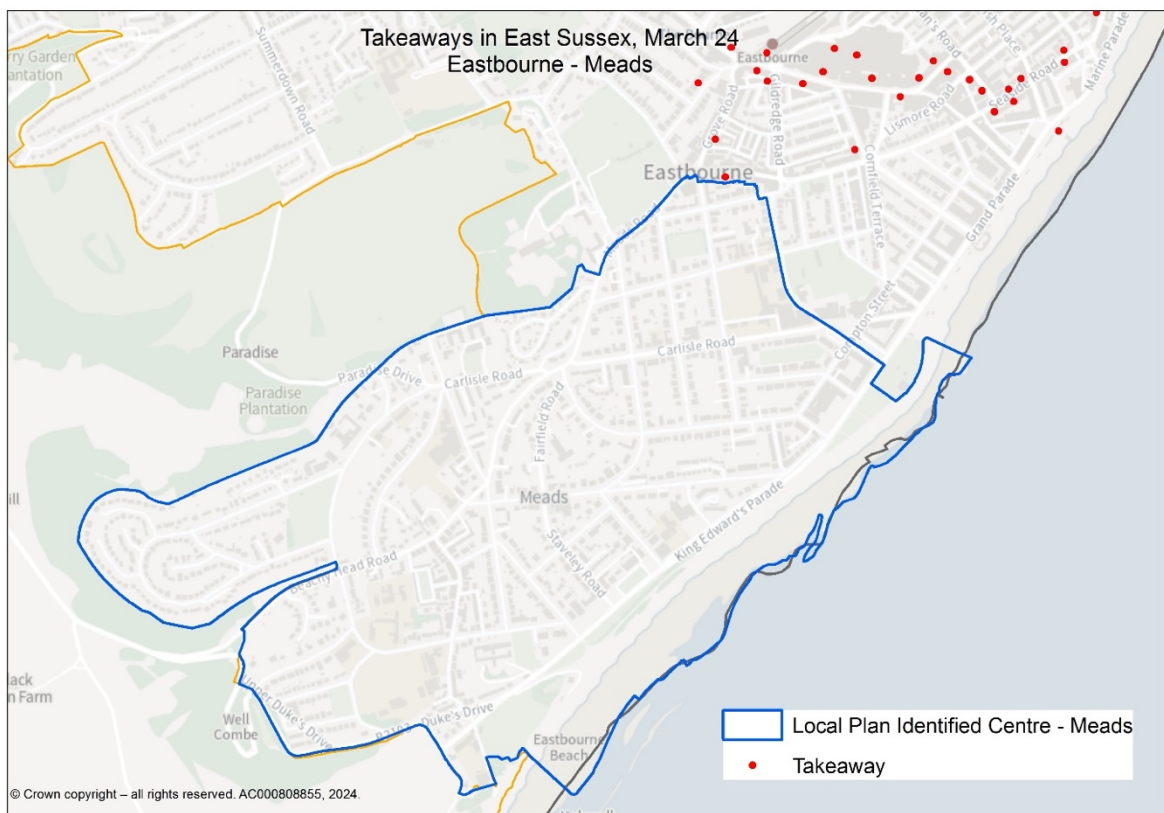 Takeaways in East Sussex, March 24
Eastbourne - Meads
Summerdown Road
Eastbourne
Marine Parade
Seaside Road
Lismore Road
Grove Road
Gildredge Road
Cornfield Terrace
Grand Parade
Eastbourne
Compton Street
Carlisle Road
Paradise
Paradise Drive
Paradise
Plantation
Carlisle Road
Fairfield Road
Meads
King Edward's Parade
Staveley Road
Beachy Head Road
Upper Duke's Drive
B2103 - Duke's Drive
Well
Combe
Eastbourne
Beach
Local Plan Identified Centre - Meads
Takeaway
© Crown copyright – all rights reserved. AC000808855, 2024.